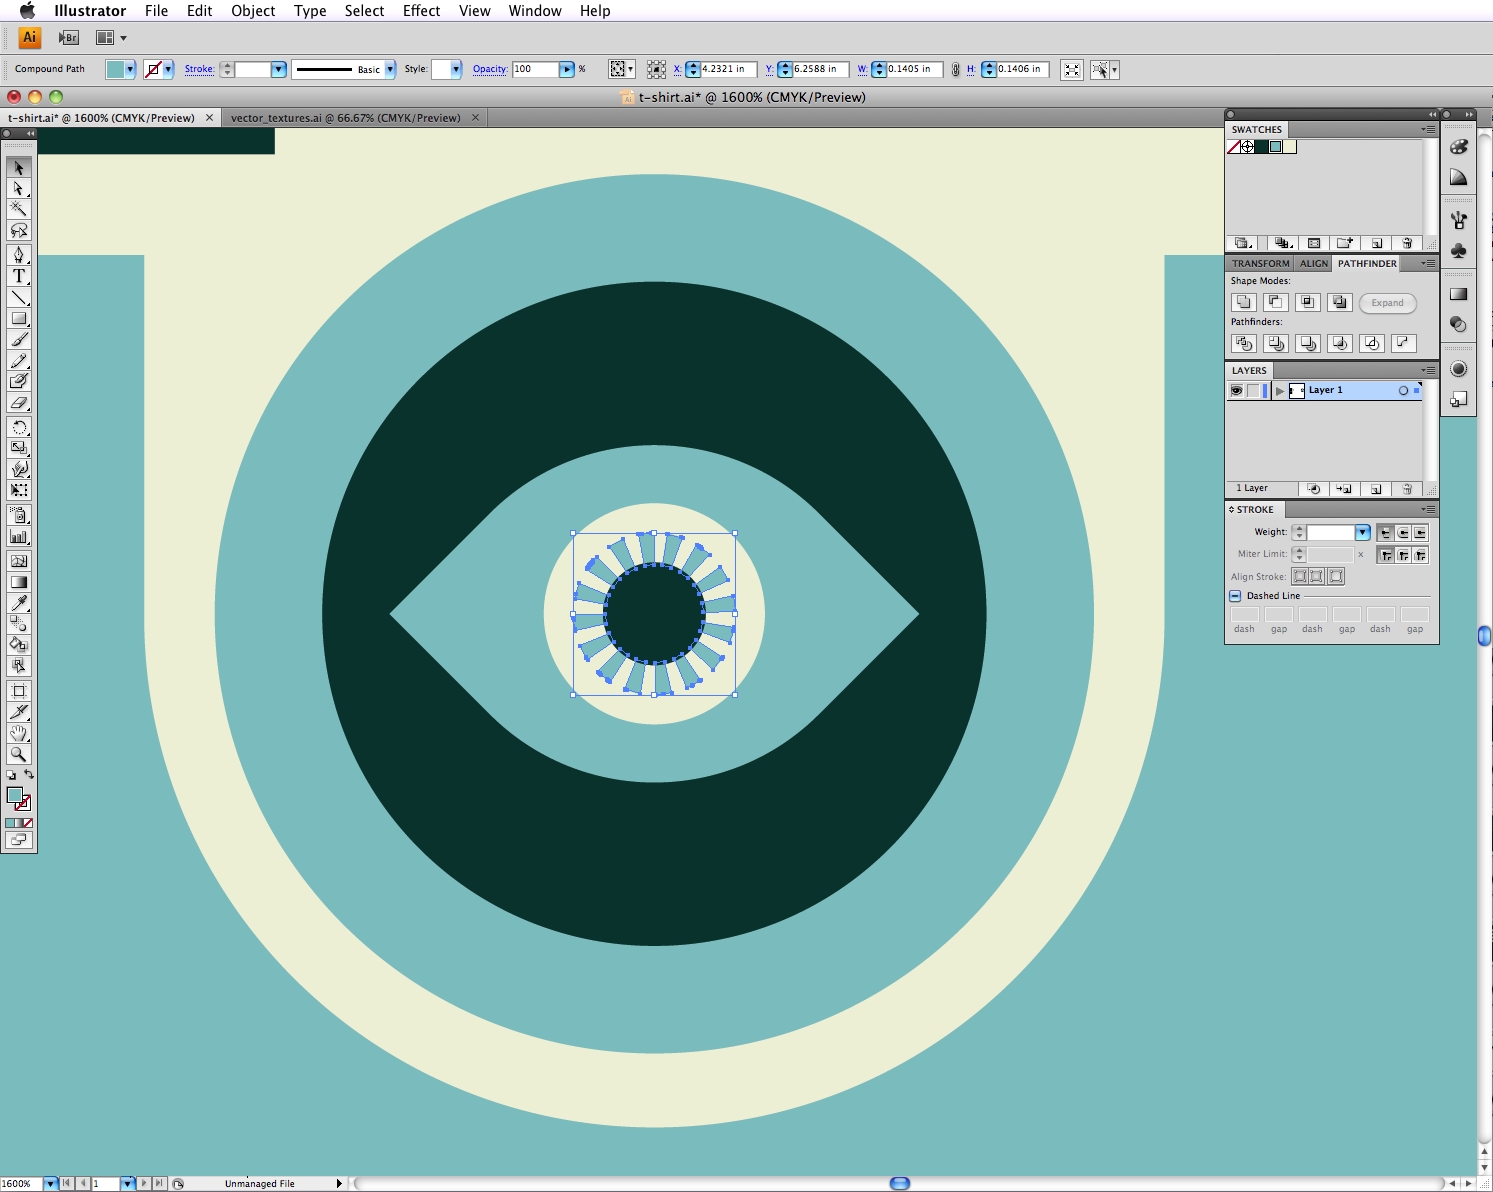 Illustrator File Edit Object Type Select Effect View Window Help
Ai Br
Compound Path Stroke: Basic Style: Opacity: 100 % X: 4.2321 in Y: 6.2588 in W: 0.1405 in H: 0.1406 in
t-shirt.ai* @ 1600% (CMYK/Preview)
t-shirt.ai* @ 1600% (CMYK/Preview) vector_textures.ai @ 66.67% (CMYK/Preview)
SWATCHES
TRANSFORM ALIGN PATHFINDER
Shape Modes:
Expand
Pathfinders:
LAYERS
Layer 1
1 Layer
STROKE
Weight:
Miter Limit: x
Align Stroke:
Dashed Line
dash gap dash gap dash gap
T
1600% 1 Unmanaged File